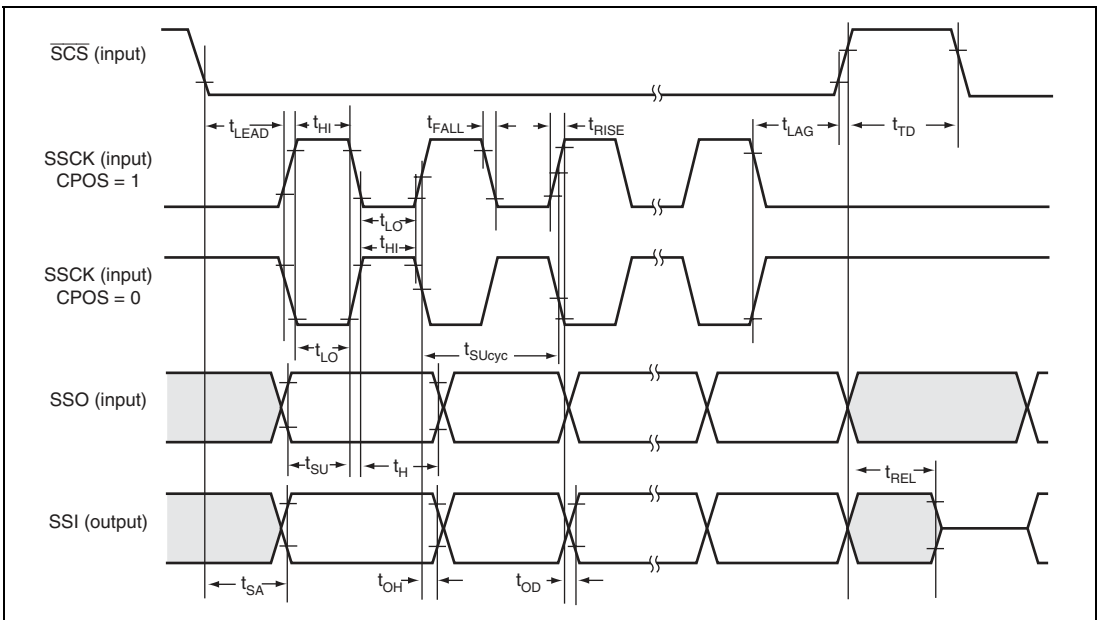 SCS (input)
tLEAD tHI tFALL tRISE tLAG tTD
SSCK (input)
CPOS = 1
tLO
tHI
SSCK (input)
CPOS = 0
tLO tSUcyc
SSO (input)
tSU tH tREL
SSI (output)
tSA tOH tOD